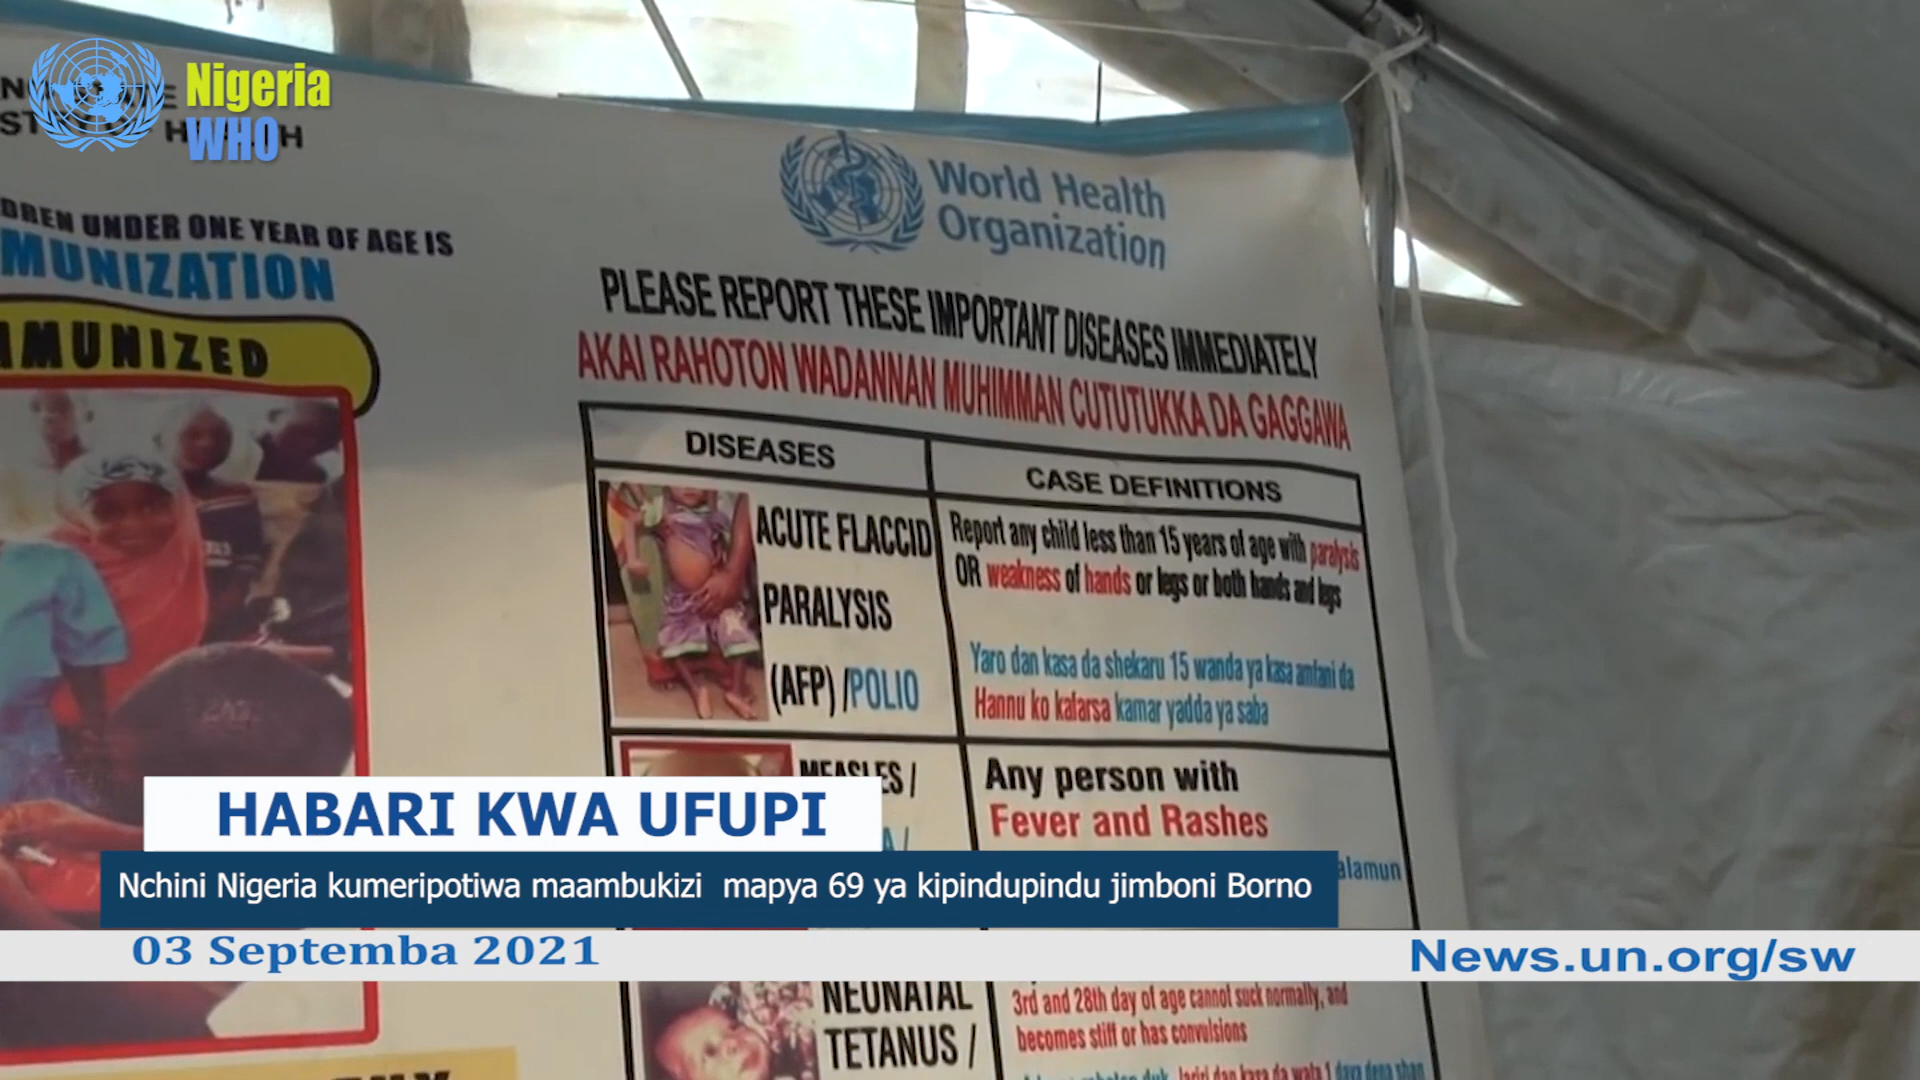 Nigeria
WHO
HEALTH
UNDER ONE YEAR OF AGE IS
World Health
Organization
PLEASE REPORT THESE IMPORTANT DISEASES IMMEDIATELY
AKAI RAHOTON WADANNAN MUHIMMAN CUTUTUKKA DA GAGGAWA
DISEASES
CASE DEFINITIONS
ACUTE FLACCID
PARALYSIS
(AFP) /POLIO
Report any child less than 15 years of age with paralysis
OR weakness of hands or legs or both hands and legs
Yaro dan kasa da shekaru 15 wanda ya kasa amfani da
Hannu ko kafarsa kamar yadda ya saba
MEASLES /
Any person with
Fever and Rashes
HABARI KWA UFUPI
Nchini Nigeria kumeripotiwa maambukizi mapya 69 ya kipindupindu jimboni Borno
03 Septemba 2021
News.un.org/sw
NEONATAL
TETANUS /
3rd and 28th day of age cannot suck normally, and
becomes stiff or has convulsions